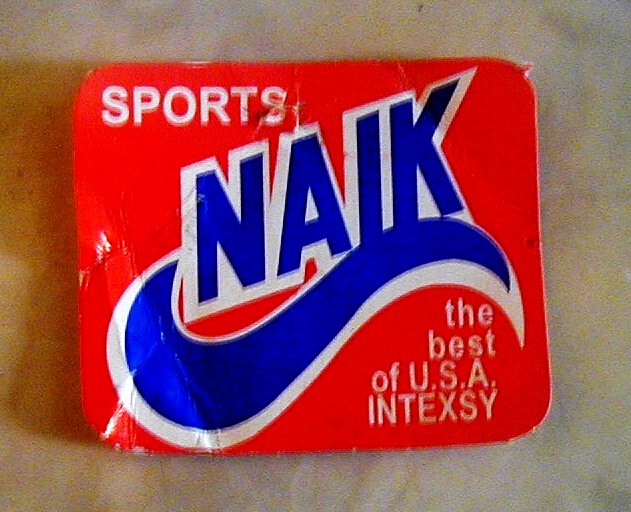 SPORTS
NAIK
the
best
of U.S.A.
INTEXSY